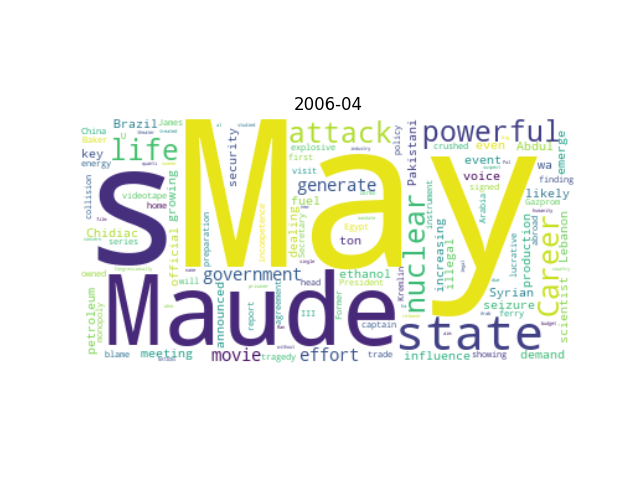 2006-04
May
s
Maude
state
powerful
attack
life
Career
nuclear
government
generate
movie
effort
Brazil
James
China
Baker
key
energy
security
explosive
first
policy
Pakistani
crushed
even
event
Abdul
emerge
voice
wa
finding
likely
signed
Gazprom
visit
fuel
dealing
Secretary
Egypt
ton
President
ethanol
head
Former
III
agreement
report
announced
will
official
growing
videotape
home
collision
Chidiac
series
preparation
incompetence
owned
petroleum
monopoly
blame
meeting
tragedy
captain
trade
Kremlin
influence
showing
demand
instrument
increasing
illegal
Arabia
lucrative
production
abroad
Lebanon
scientist
Syrian
seizure
ferry